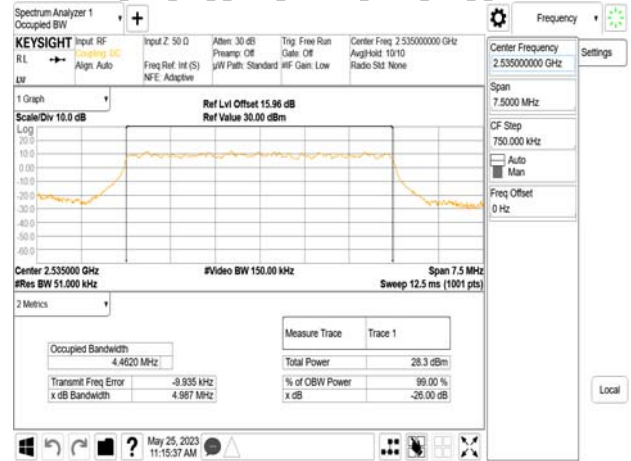 Spectrum Analyzer 1
Occupied BW
Frequency
KEYSIGHT
Input: RF
Coupling: DC
Align: Auto
Input Z: 50 Ω
Freq Ref: Int (S)
NFE: Adaptive
Atten: 30 dB
Preamp: Off
µW Path: Standard
Trig: Free Run
Gate: Off
#IF Gain: Low
Center Freq: 2.535000000 GHz
Avg|Hold: 10/10
Radio Std: None
RL
LV
Center Frequency
2.535000000 GHz
Settings
Span
7.5000 MHz
CF Step
750.000 kHz
Auto
Man
Freq Offset
0 Hz
1 Graph
Scale/Div 10.0 dB
Ref Lvl Offset 15.96 dB
Ref Value 30.00 dBm
Log
20.0
10.0
0.00
-10.0
-20.0
-30.0
-40.0
-50.0
-60.0
Center 2.535000 GHz
#Video BW 150.00 kHz
Span 7.5 MHz
#Res BW 51.000 kHz
Sweep 12.5 ms (1001 pts)
2 Metrics
Measure Trace
Trace 1
Occupied Bandwidth
4.4620 MHz
Total Power
28.3 dBm
Transmit Freq Error
-9.935 kHz
% of OBW Power
99.00 %
x dB Bandwidth
4.987 MHz
x dB
-26.00 dB
Local
?
May 25, 2023
11:15:37 AM